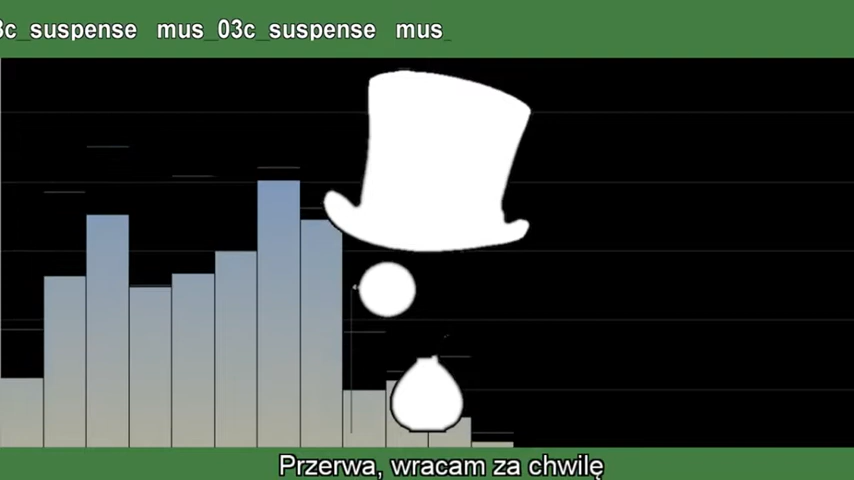 3c_suspense mus_03c_suspense mus_
Przerwa, wracam za chwilę